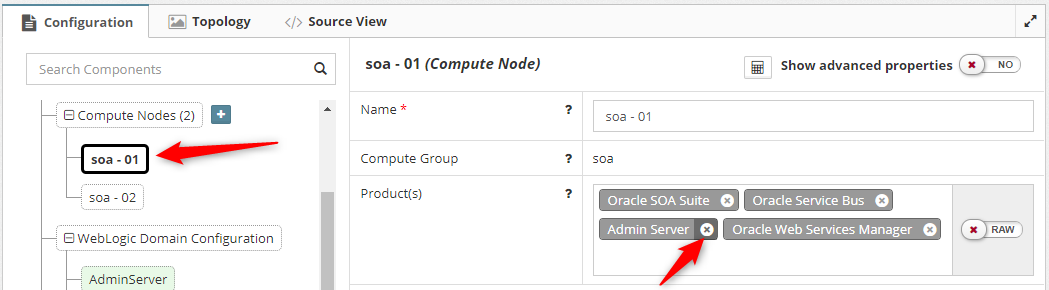 Configuration
Topology
</> Source View
Search Components
Compute Nodes (2)
soa - 01
soa - 02
WebLogic Domain Configuration
AdminServer
soa - 01 (Compute Node)
Show advanced properties
NO
Name * ?
soa - 01
Compute Group ?
soa
Product(s) ?
Oracle SOA Suite
Oracle Service Bus
Admin Server
Oracle Web Services Manager
RAW